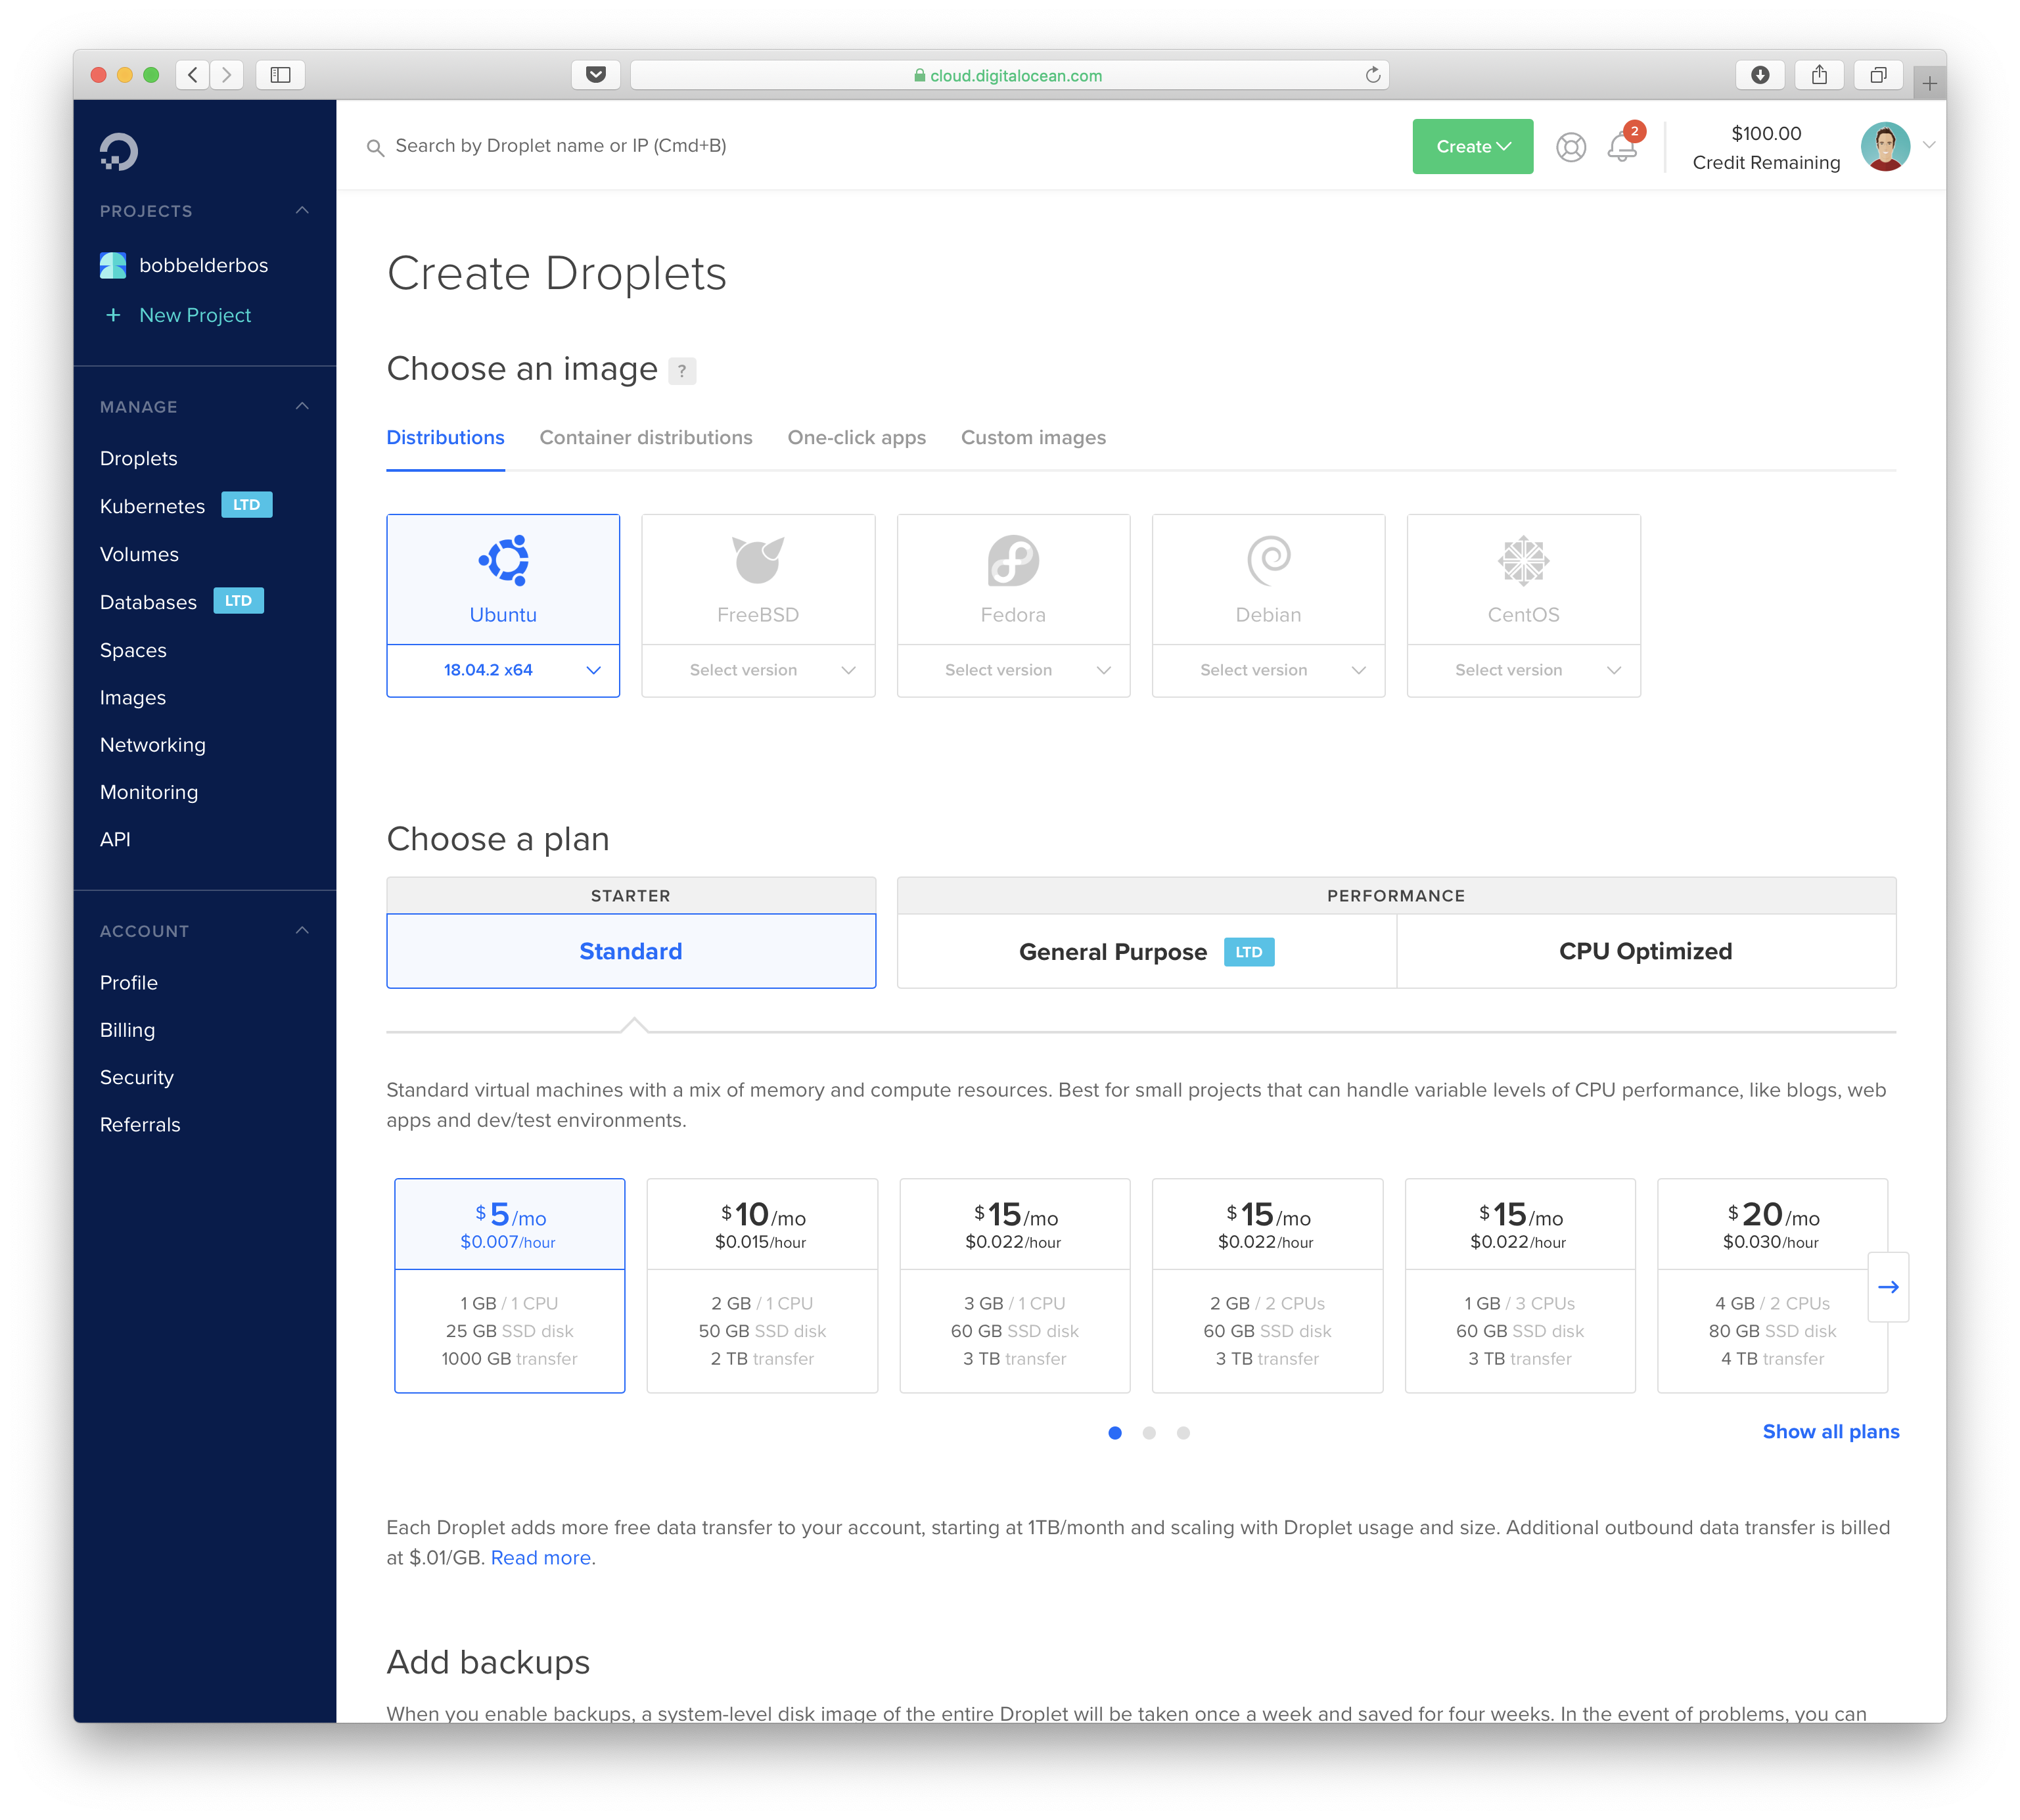 cloud.digitalocean.com
Search by Droplet name or IP (Cmd+B)
Create
2
$100.00
Credit Remaining
PROJECTS
bobbelderbos
+ New Project
MANAGE
Droplets
Kubernetes LTD
Volumes
Databases LTD
Spaces
Images
Networking
Monitoring
API
ACCOUNT
Profile
Billing
Security
Referrals
Create Droplets
Choose an image ?
Distributions Container distributions One-click apps Custom images
Ubuntu FreeBSD Fedora Debian CentOS
18.04.2 x64 Select version Select version Select version Select version
Choose a plan
STARTER PERFORMANCE
Standard General Purpose LTD CPU Optimized
Standard virtual machines with a mix of memory and compute resources. Best for small projects that can handle variable levels of CPU performance, like blogs, web
apps and dev/test environments.
$5/mo $10/mo $15/mo $15/mo $15/mo $20/mo
$0.007/hour $0.015/hour $0.022/hour $0.022/hour $0.022/hour $0.030/hour
1 GB / 1 CPU 2 GB / 1 CPU 3 GB / 1 CPU 2 GB / 2 CPUs 1 GB / 3 CPUs 4 GB / 2 CPUs
25 GB SSD disk 50 GB SSD disk 60 GB SSD disk 60 GB SSD disk 60 GB SSD disk 80 GB SSD disk
1000 GB transfer 2 TB transfer 3 TB transfer 3 TB transfer 3 TB transfer 4 TB transfer
Show all plans
Each Droplet adds more free data transfer to your account, starting at 1TB/month and scaling with Droplet usage and size. Additional outbound data transfer is billed
at $.01/GB. Read more.
Add backups
When you enable backups, a system-level disk image of the entire Droplet will be taken once a week and saved for four weeks. In the event of problems, you can